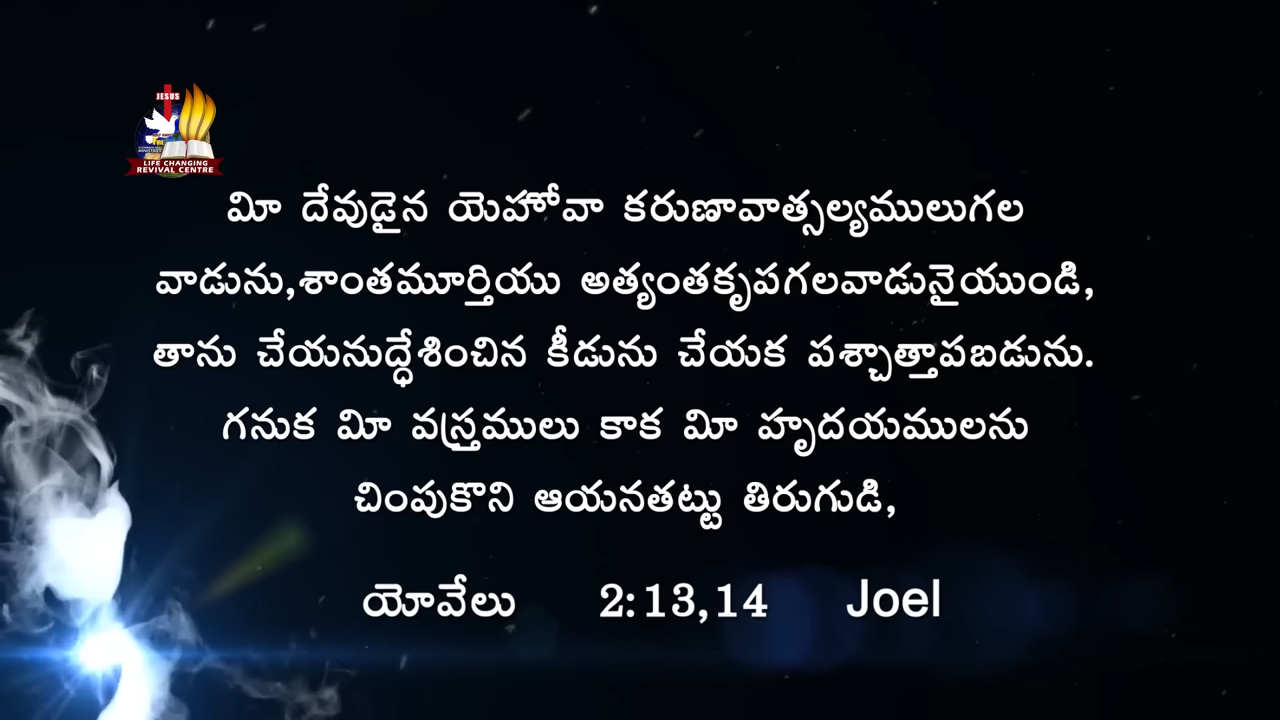 JESUS
LIFE CHANGING
REVIVAL CENTRE
మీ దేవుడైన యెహోవా కరుణావాత్సల్యములుగల
వాడును,శాంతమూర్తియు అత్యంతకృపగలవాడునైయుండి,
తాను చేయనుద్ధేశించిన కీడును చేయక పశ్చాత్తాపబడును.
గనుక మీ వస్త్రములు కాక మీ హృదయములను
చింపుకొని ఆయనతట్టు తిరుగుడి,
యోవేలు 2:13,14 Joel